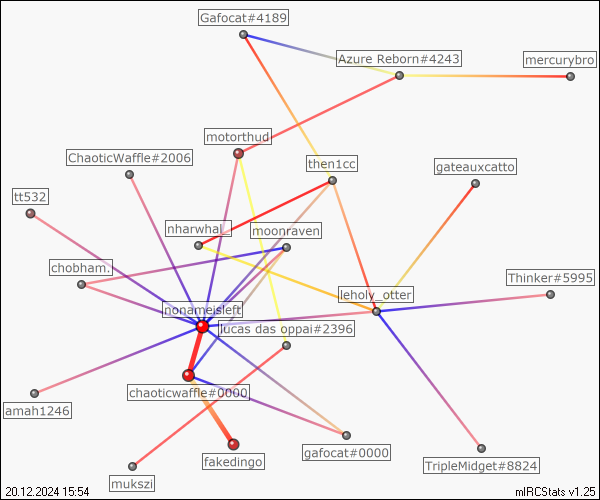 Gafocat#4189
Azure Reborn#4243
mercurybro
motorthud
ChaoticWaffle#2006
then1cc
gateauxcatto
tt532
nharwhal_
moonraven
chobham.
Thinker#5995
leholy_otter
nonameisleft
lucas das oppai#2396
chaoticwaffle#0000
amah1246
gafocat#0000
fakedingo
TripleMidget#8824
mukszi
20.12.2024 15:54
mIRCStats v1.25